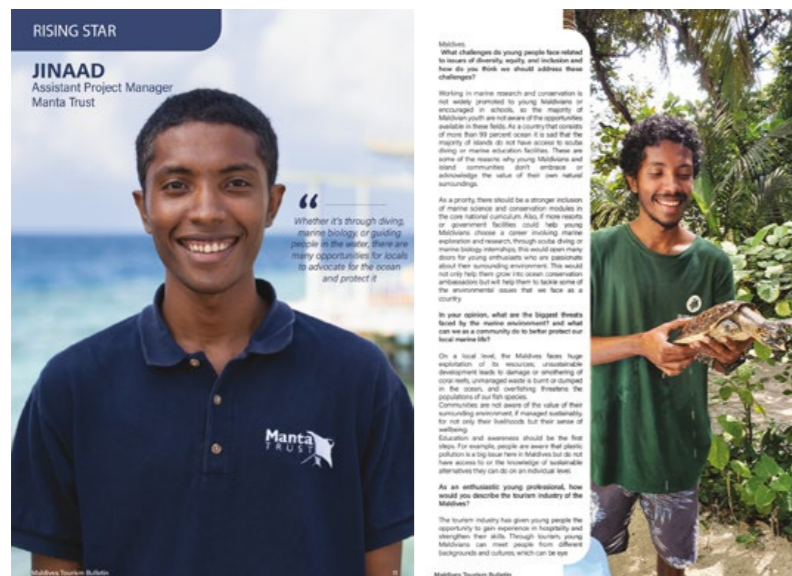 RISING STAR
JINAAD
Assistant Project Manager
Manta Trust
“
Whether it's through diving,
marine biology, or guiding
people in the water, there are
many opportunities for locals
to advocate for the ocean
and protect it
Manta
TRUST
Maldives Tourism Bulletin
Maldives.
What challenges do young people face related
to issues of diversity, equity, and inclusion and
how do you think we should address these
challenges?
Working in marine research and conservation is
not widely promoted to young Maldivians or
encouraged in schools, so the majority of
Maldivian youth are not aware of the opportunities
available in these fields. As a country that consists
of more than 99 percent ocean it is sad that the
majority of islands do not have access to scuba
diving or marine education facilities. These are
some of the reasons why young Maldivians and
island communities don't embrace or
acknowledge the value of their own natural
surroundings.
As a priority, there should be a stronger inclusion
of marine science and conservation modules in
the core national curriculum. Also, if more resorts
or government facilities could help young
Maldivians choose a career involving marine
exploration and research, through scuba diving or
marine biology internships, this would open many
doors for young enthusiasts who are passionate
about their surrounding environment. This would
not only help them grow into ocean conservation
ambassadors but will help them to tackle some of
the environmental issues that we face as a
country.
In your opinion, what are the biggest threats
faced by the marine environment? and what
can we as a community do to better protect our
local marine life?
On a local level, the Maldives faces huge
exploitation of its resources; unsustainable
development leads to damage or smothering of
coral reefs, unmanaged waste is burnt or dumped
in the ocean, and overfishing threatens the
populations of our fish species.
Communities are not aware of the value of their
surrounding environment, if managed sustainably,
for not only their livelihoods but their sense of
wellbeing.
Education and awareness should be the first
steps. For example, people are aware that plastic
pollution is a big issue here in Maldives but do not
have access to or the knowledge of sustainable
alternatives they can do on an individual level.
As an enthusiastic young professional, how
would you describe the tourism industry of the
Maldives?
The tourism industry has given young people the
opportunity to gain experience in hospitality and
strengthen their skills. Through tourism, young
Maldivians can meet people from different
backgrounds and cultures, which can be eye
Maldives Tourism Bulletin